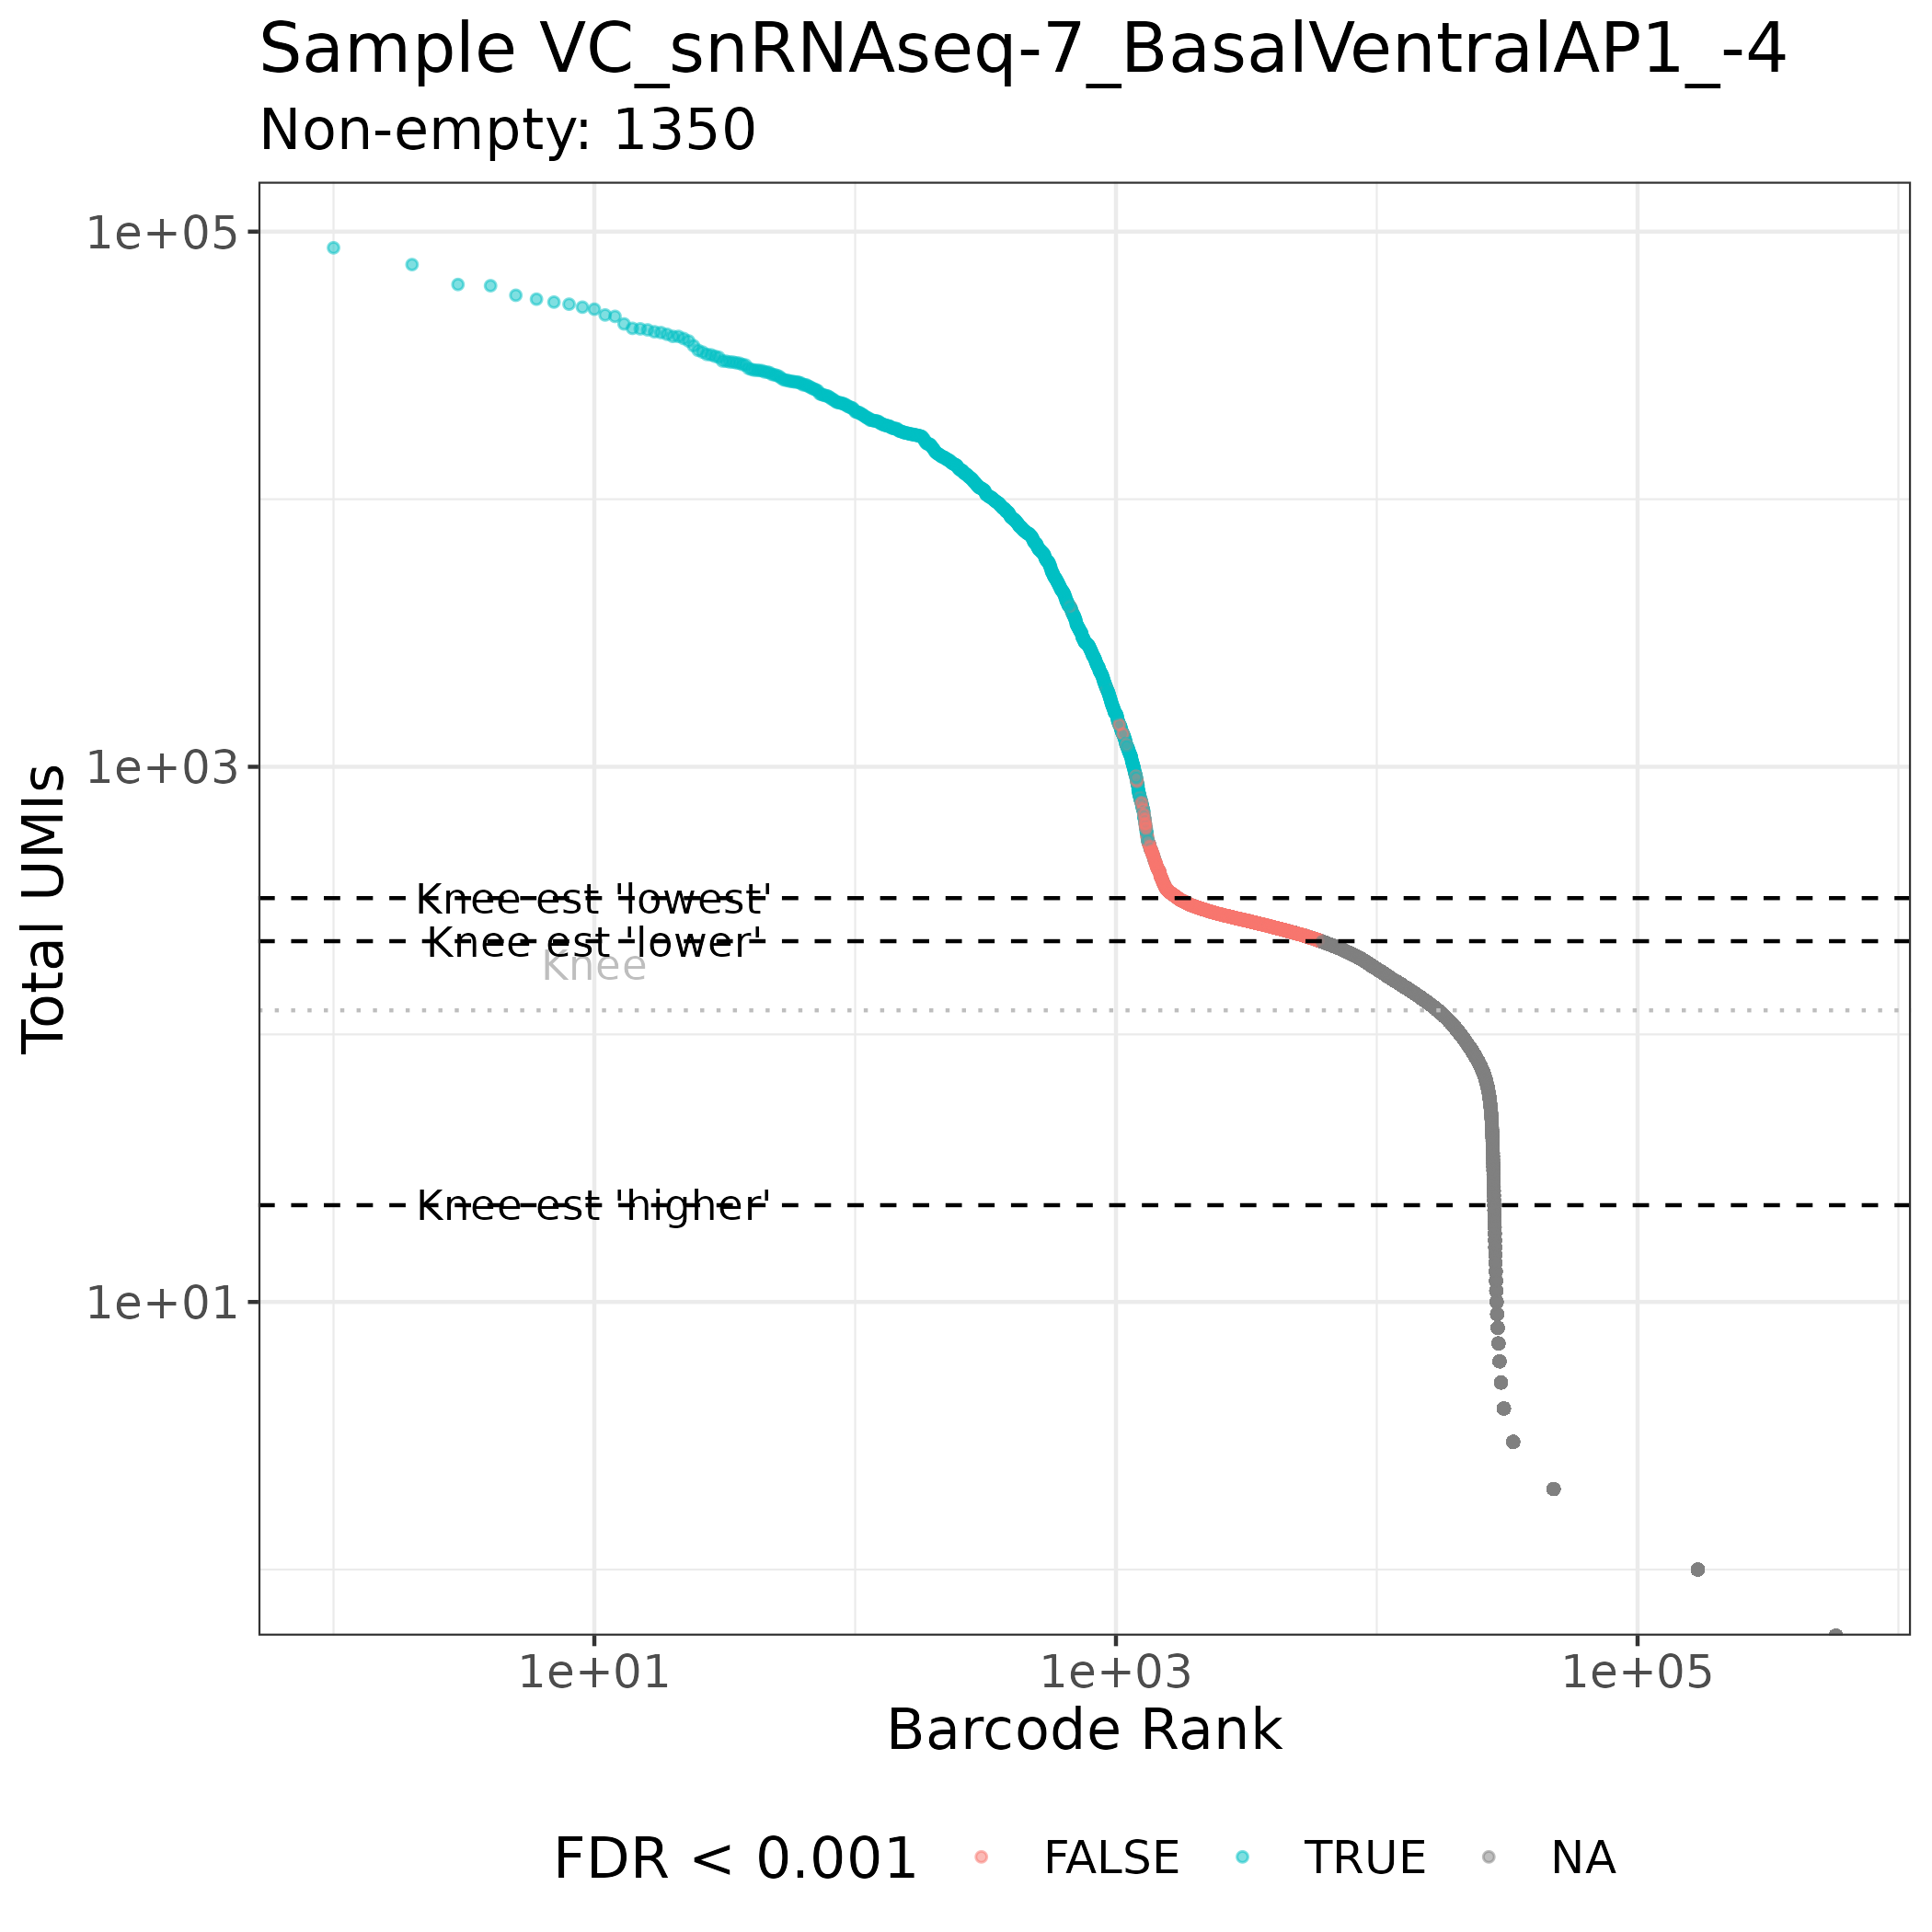 Sample VC_snRNAseq-7_BasalVentralAP1_-4
Non-empty: 1350
1e+05
1e+03
1e+01
Total UMIs
Knee est 'lowest'
Knee est 'lower'
Knee
Knee est 'higher'
1e+01 1e+03 1e+05
Barcode Rank
FDR < 0.001 FALSE TRUE NA